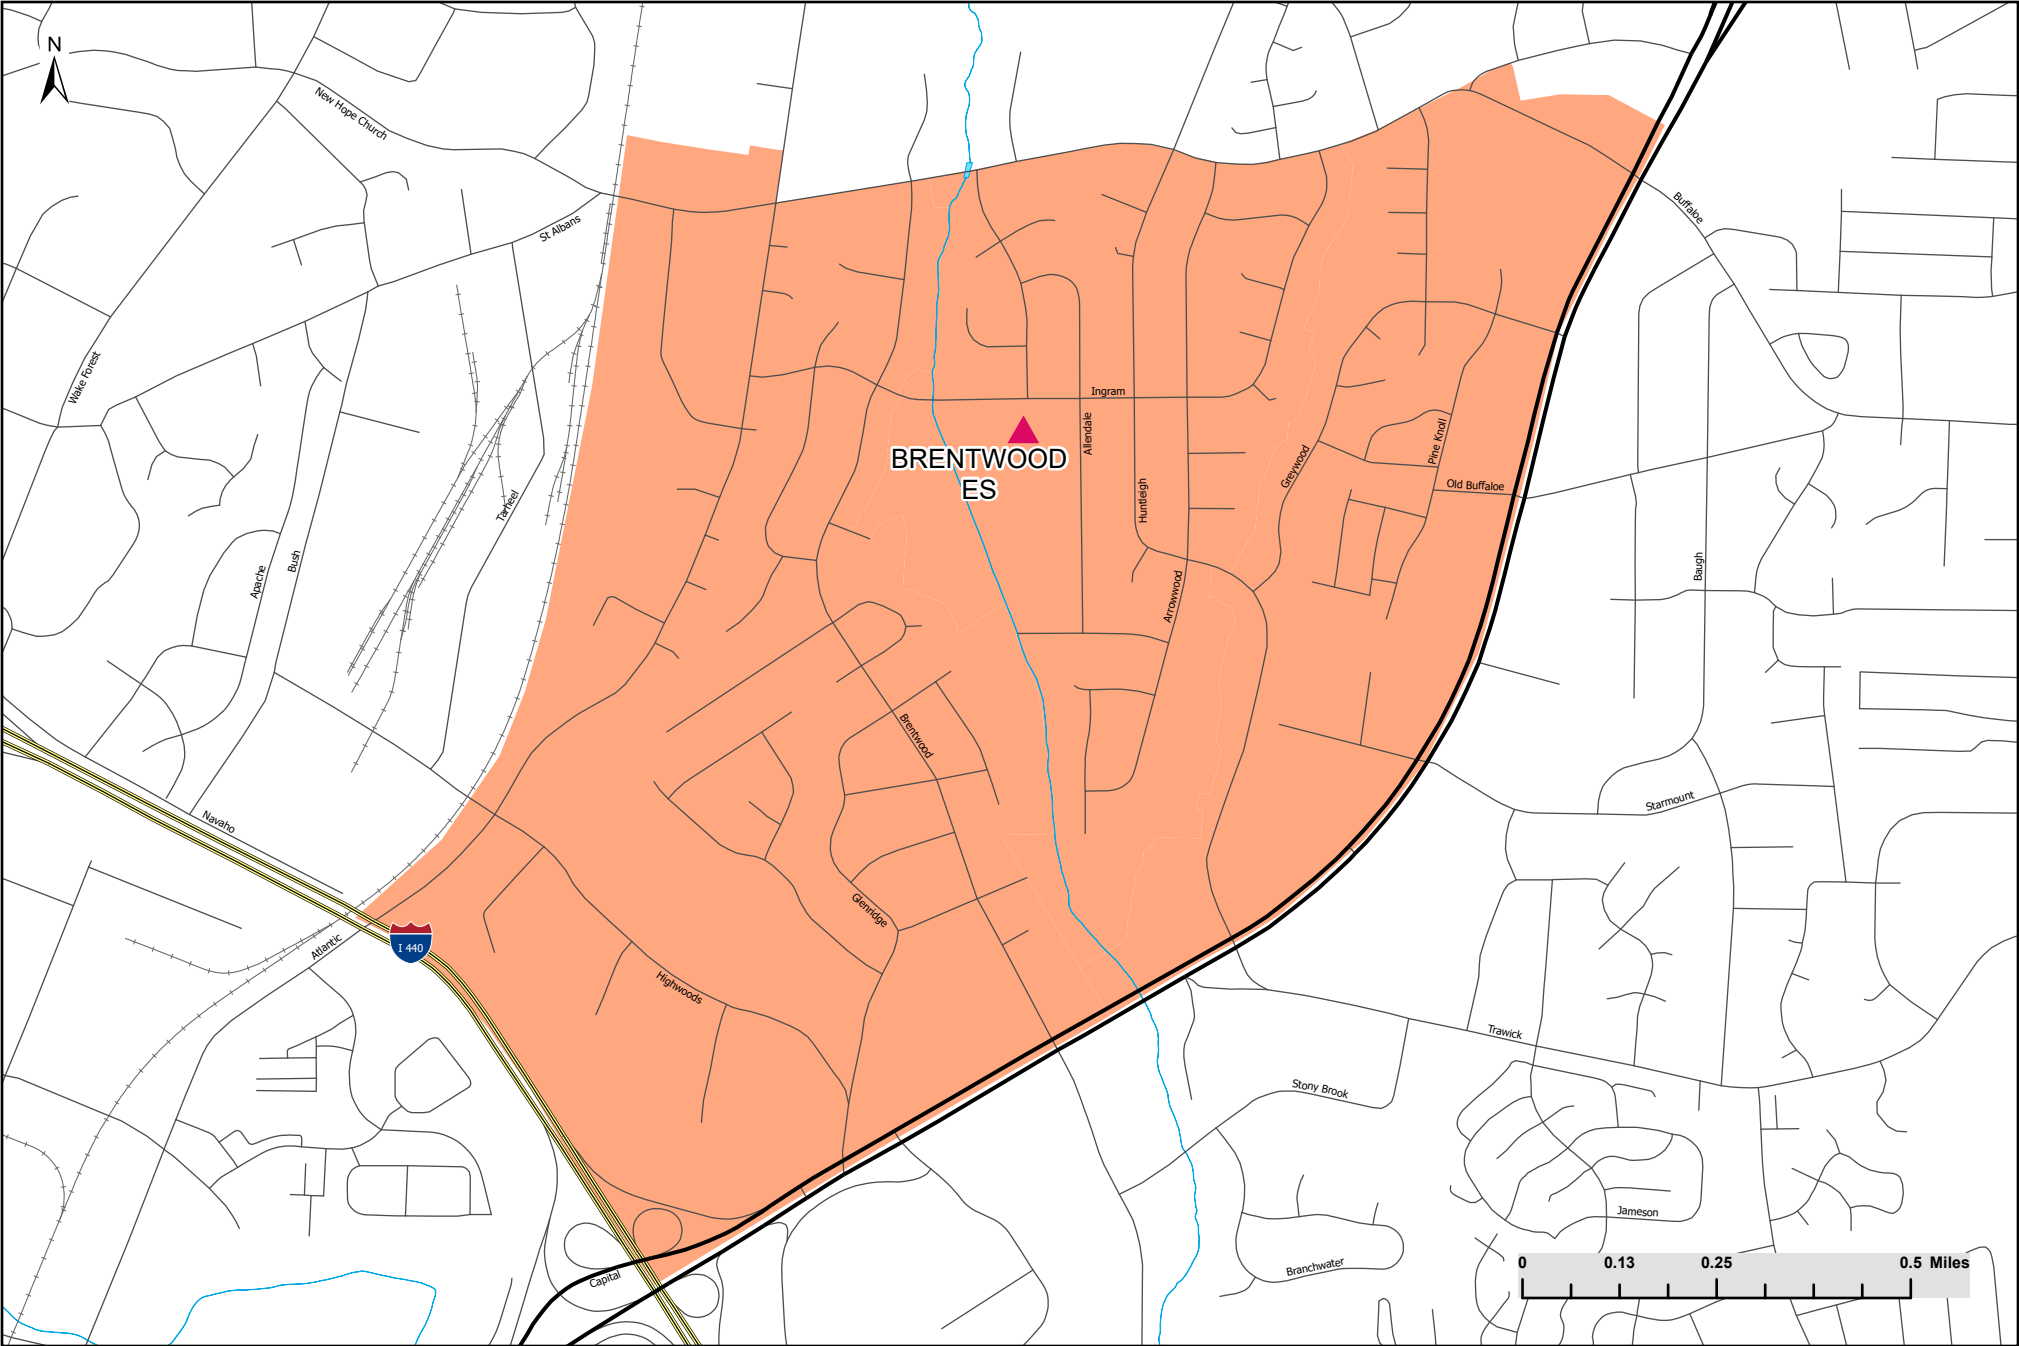 N
New Hope Church
St Albans
Buffaloe
Wake Forest
Ingram
Allendale
BRENTWOOD
ES
Pine Knoll
Greywood
Old Buffaloe
Huntleigh
Tarheel
Bush
Apache
Baugh
Arrowwood
Brentwood
Starmount
Navaho
Glenridge
I 440
Atlantic
Highwoods
Trawick
Stony Brook
Jameson
Branchwater
Capital
0 0.13 0.25 0.5 Miles